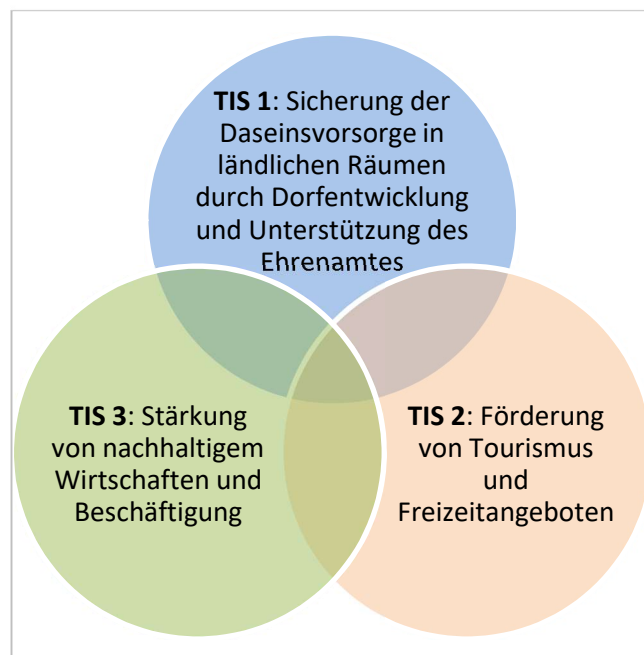 TIS 1: Sicherung der
Daseinsvorsorge in
ländlichen Räumen
durch Dorfentwicklung
und Unterstützung des
Ehrenamtes
TIS 3: Stärkung
von nachhaltigem
Wirtschaften und
Beschäftigung
TIS 2: Förderung
von Tourismus
und
Freizeitangeboten